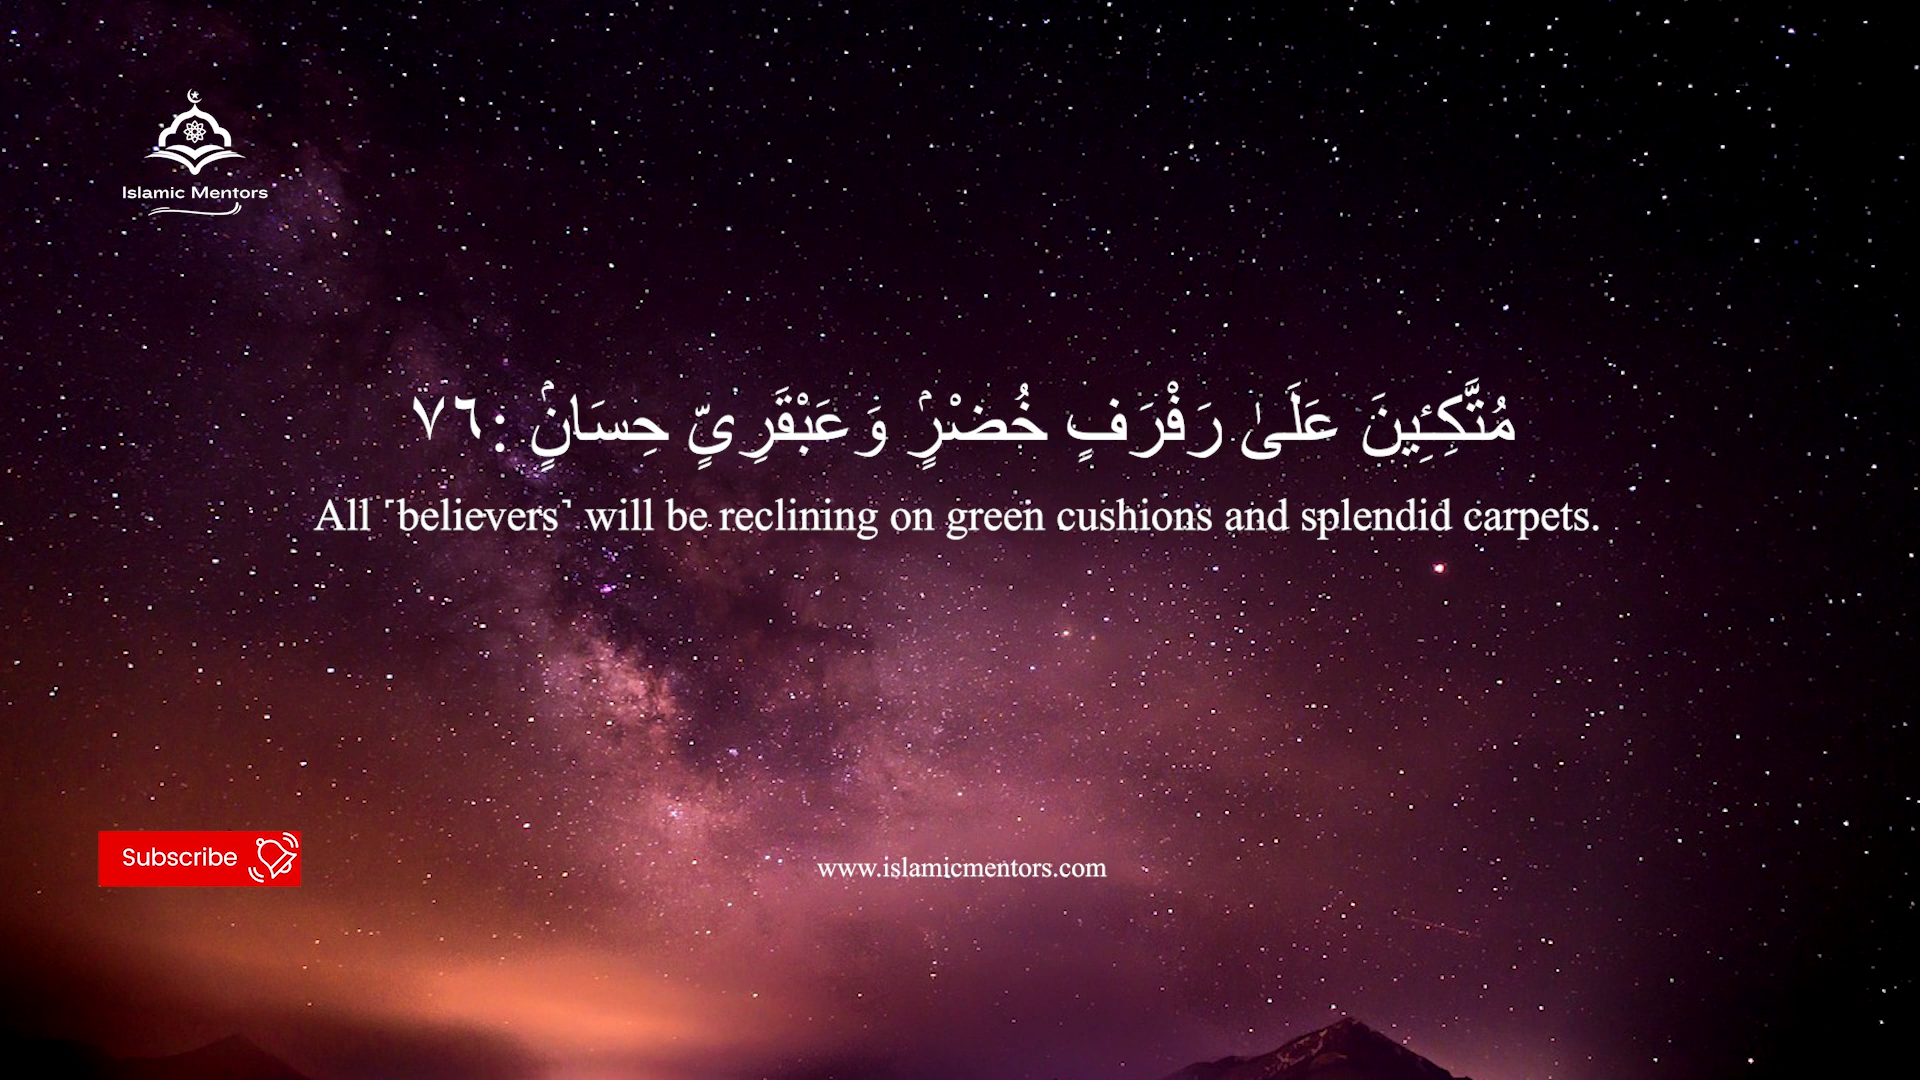 Islamic Mentors
مُتَّكِـِٔينَ عَلَىٰ رَفْرَفٍ خُضْرٍۢ وَعَبْقَرِىٍّ حِسَانٍۢ :٧٦
All ˹believers˺ will be reclining on green cushions and splendid carpets.
Subscribe
www.islamicmentors.com